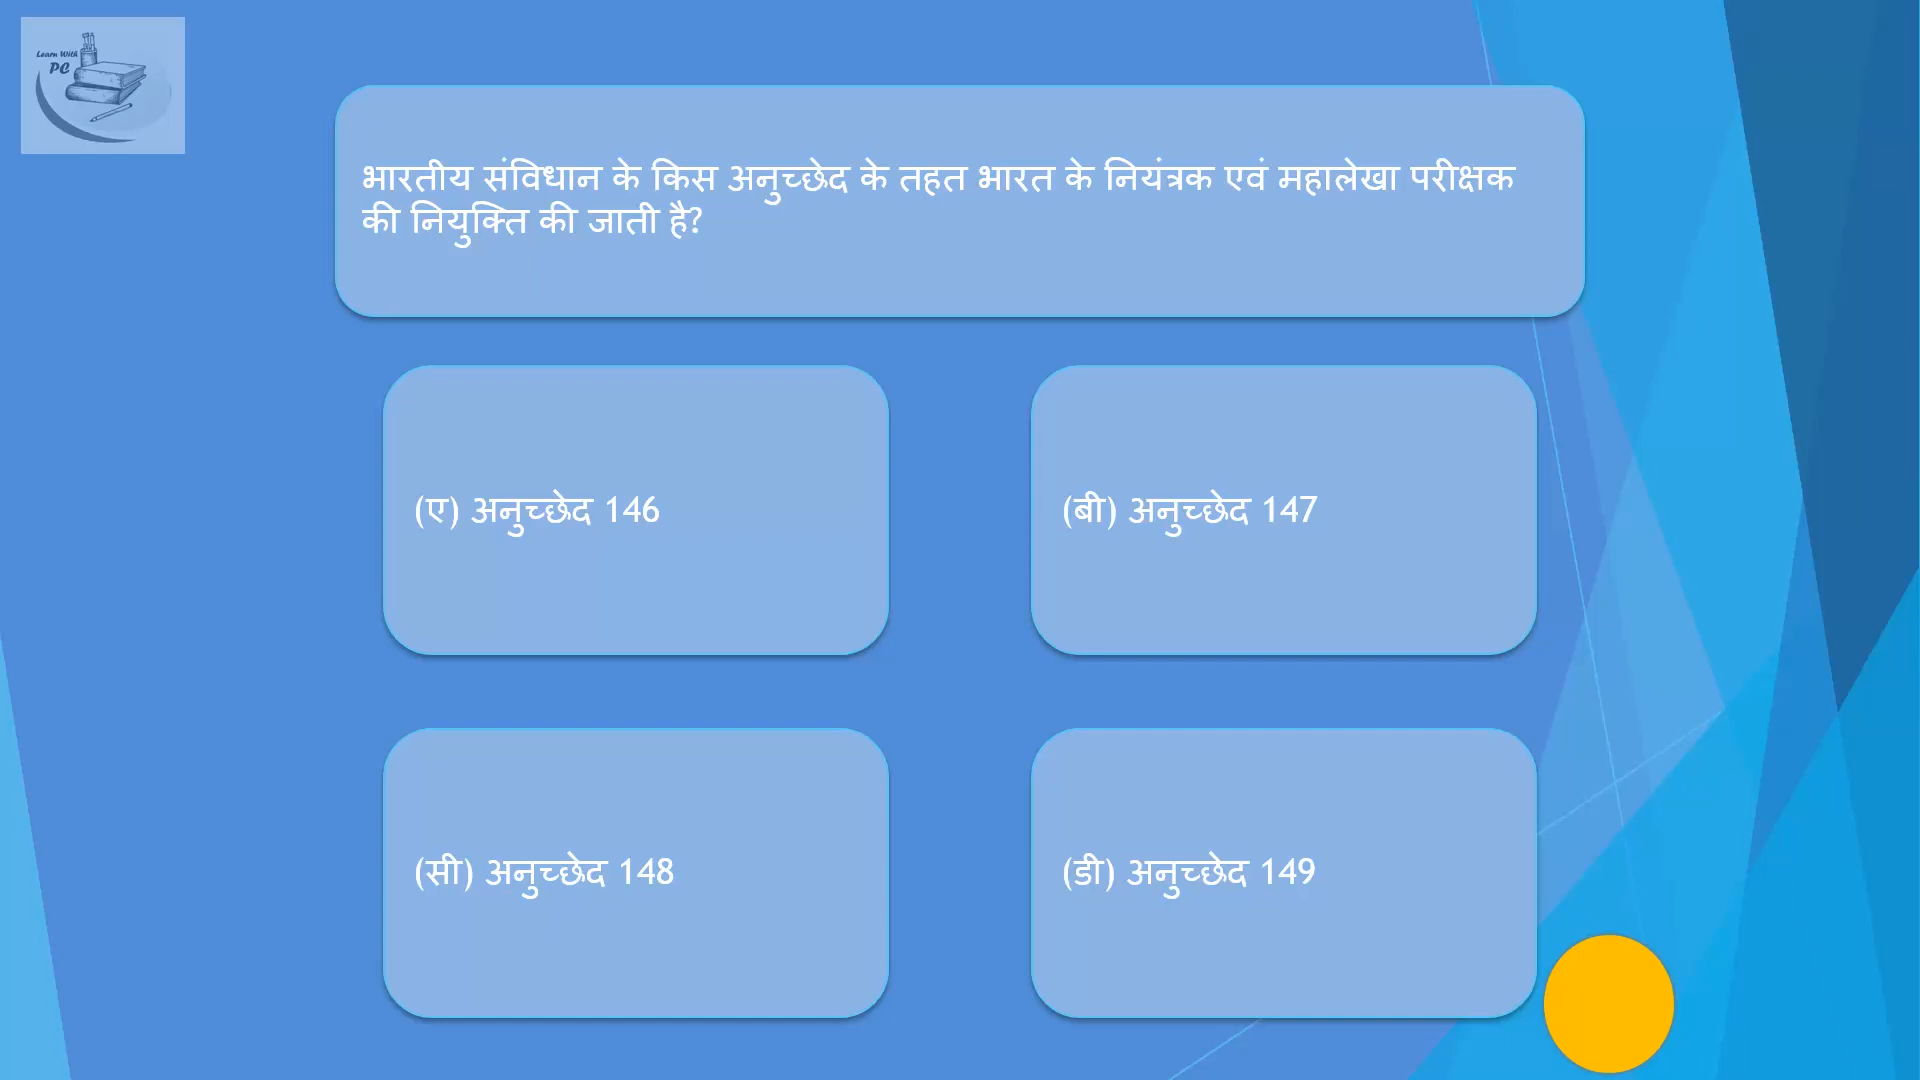 Learn With
PC
भारतीय संविधान के किस अनुच्छेद के तहत भारत के नियंत्रक एवं महालेखा परीक्षक
की नियुक्ति की जाती है?
(ए) अनुच्छेद 146
(बी) अनुच्छेद 147
(सी) अनुच्छेद 148
(डी) अनुच्छेद 149